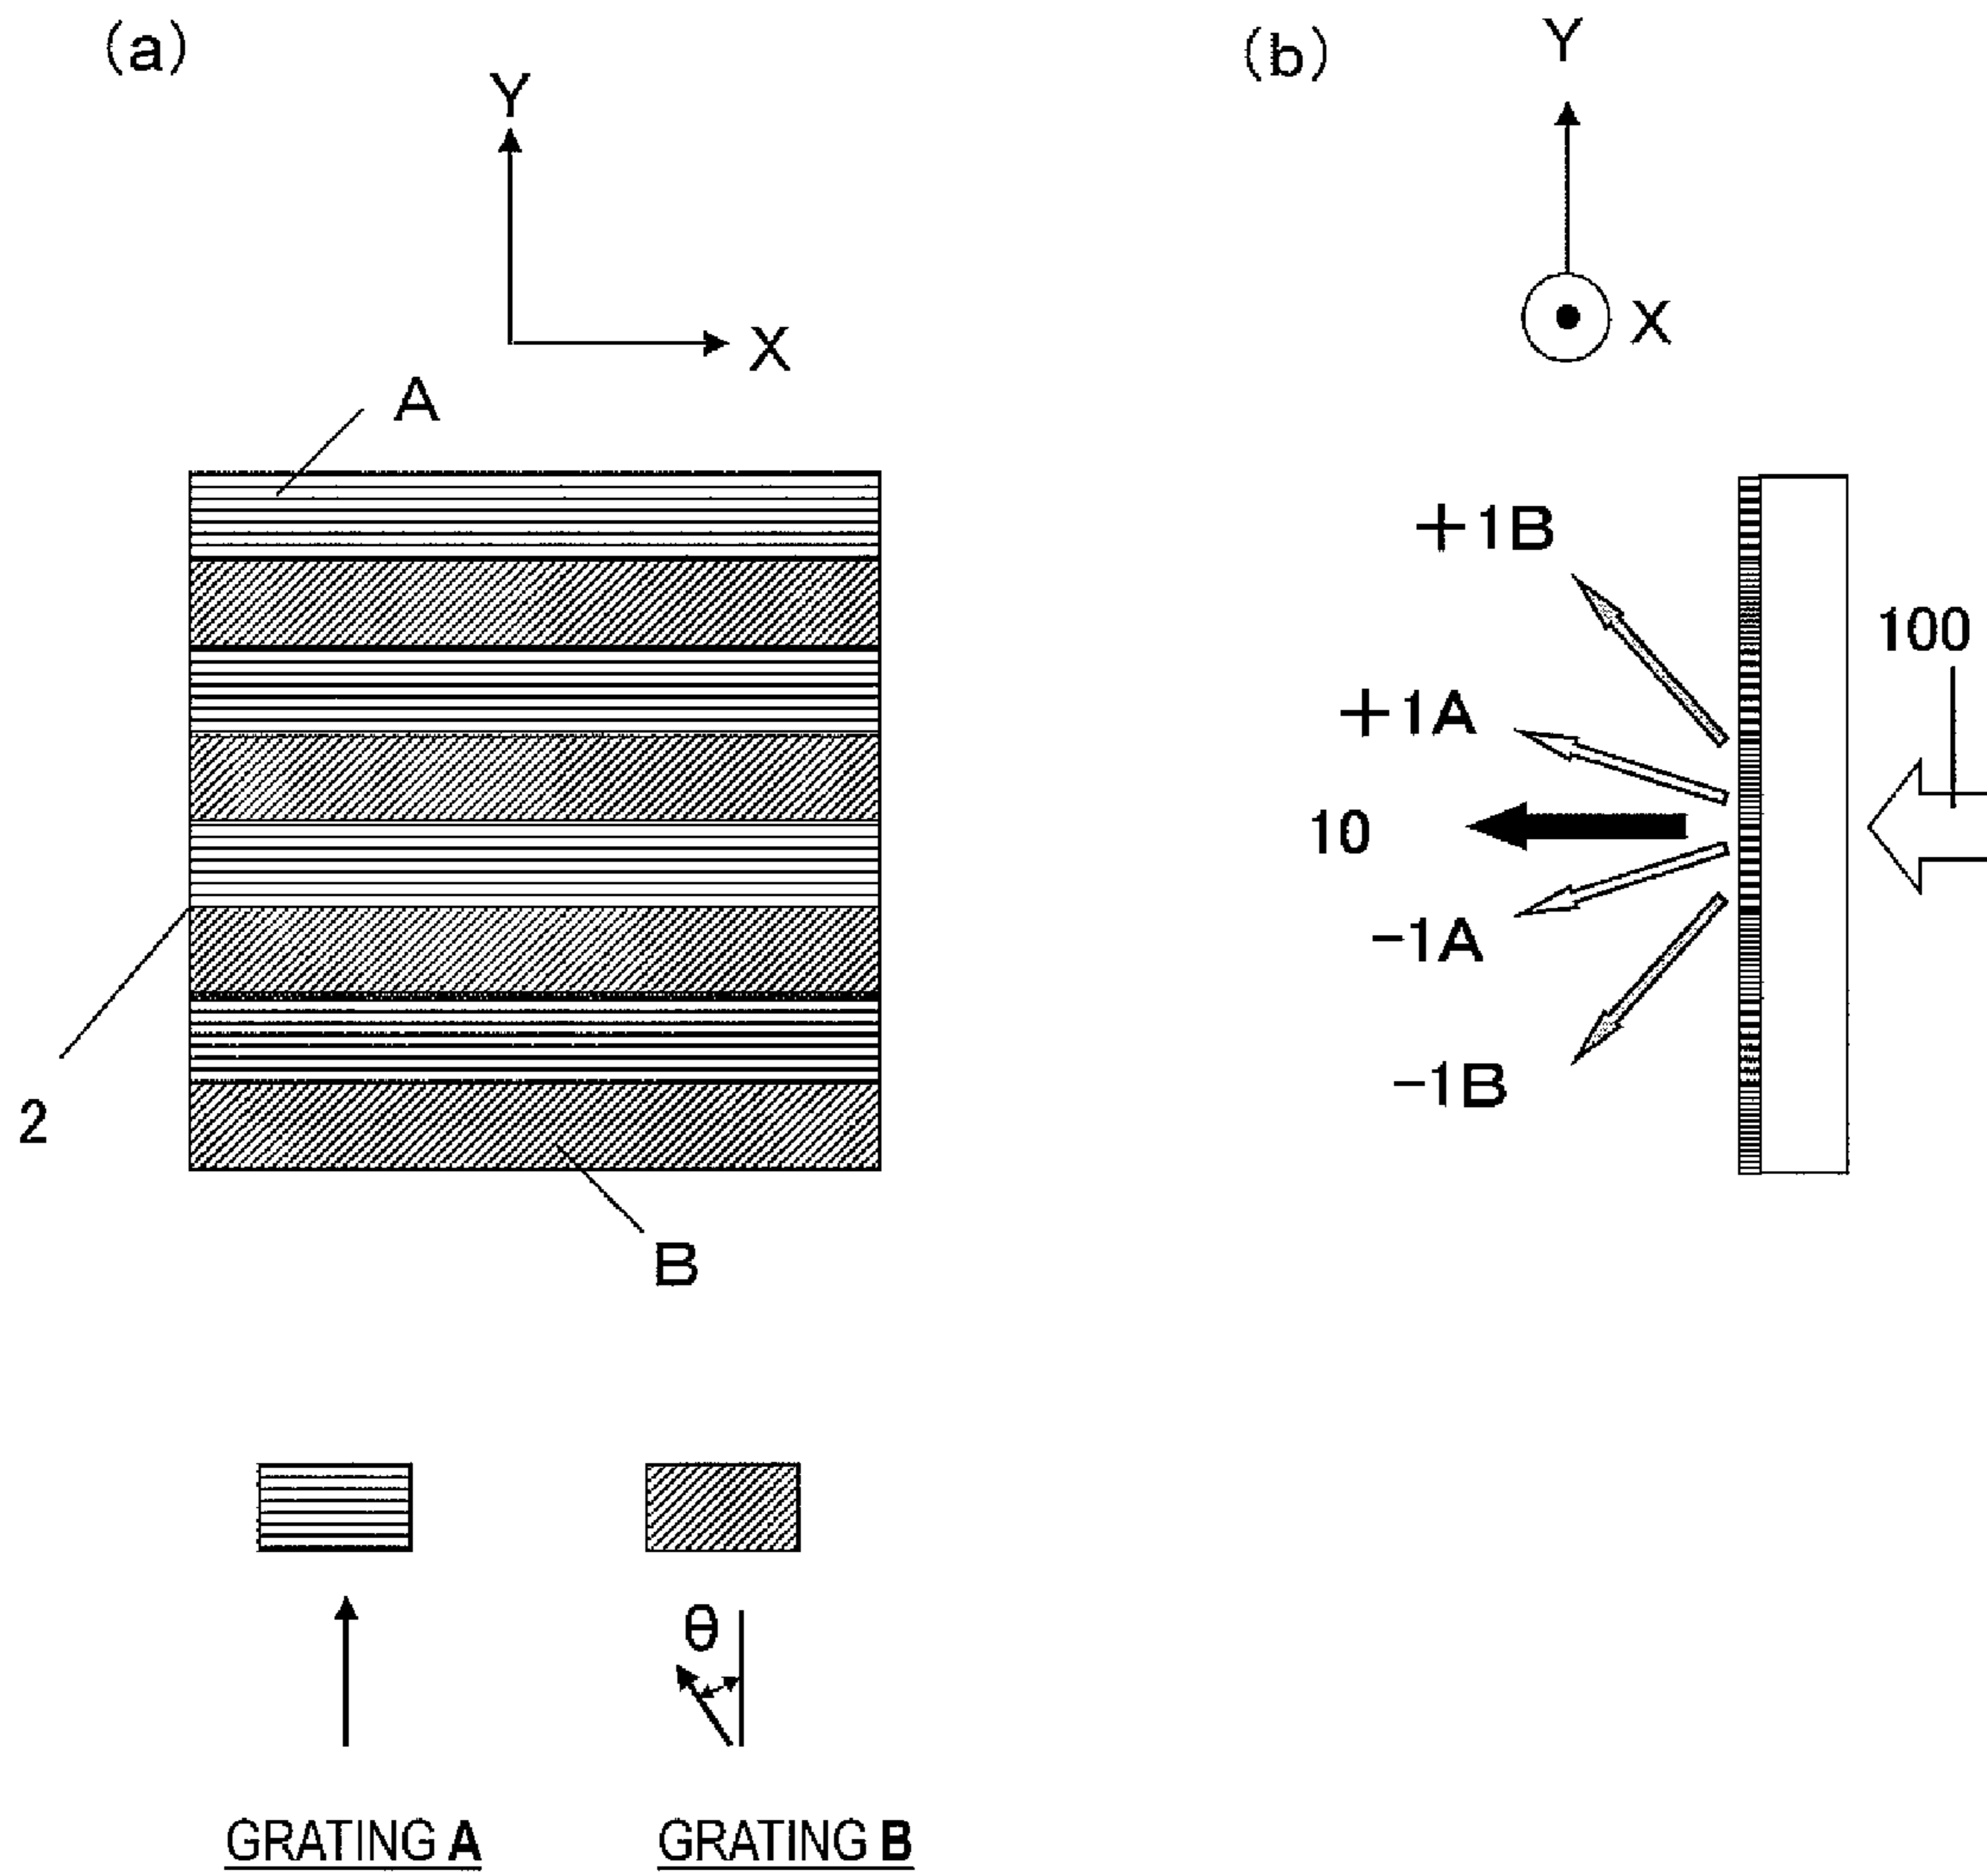 (a)
Y
X
A
2
B
θ
GRATING A
GRATING B
(b)
Y
X
+1B
100
+1A
10
-1A
-1B